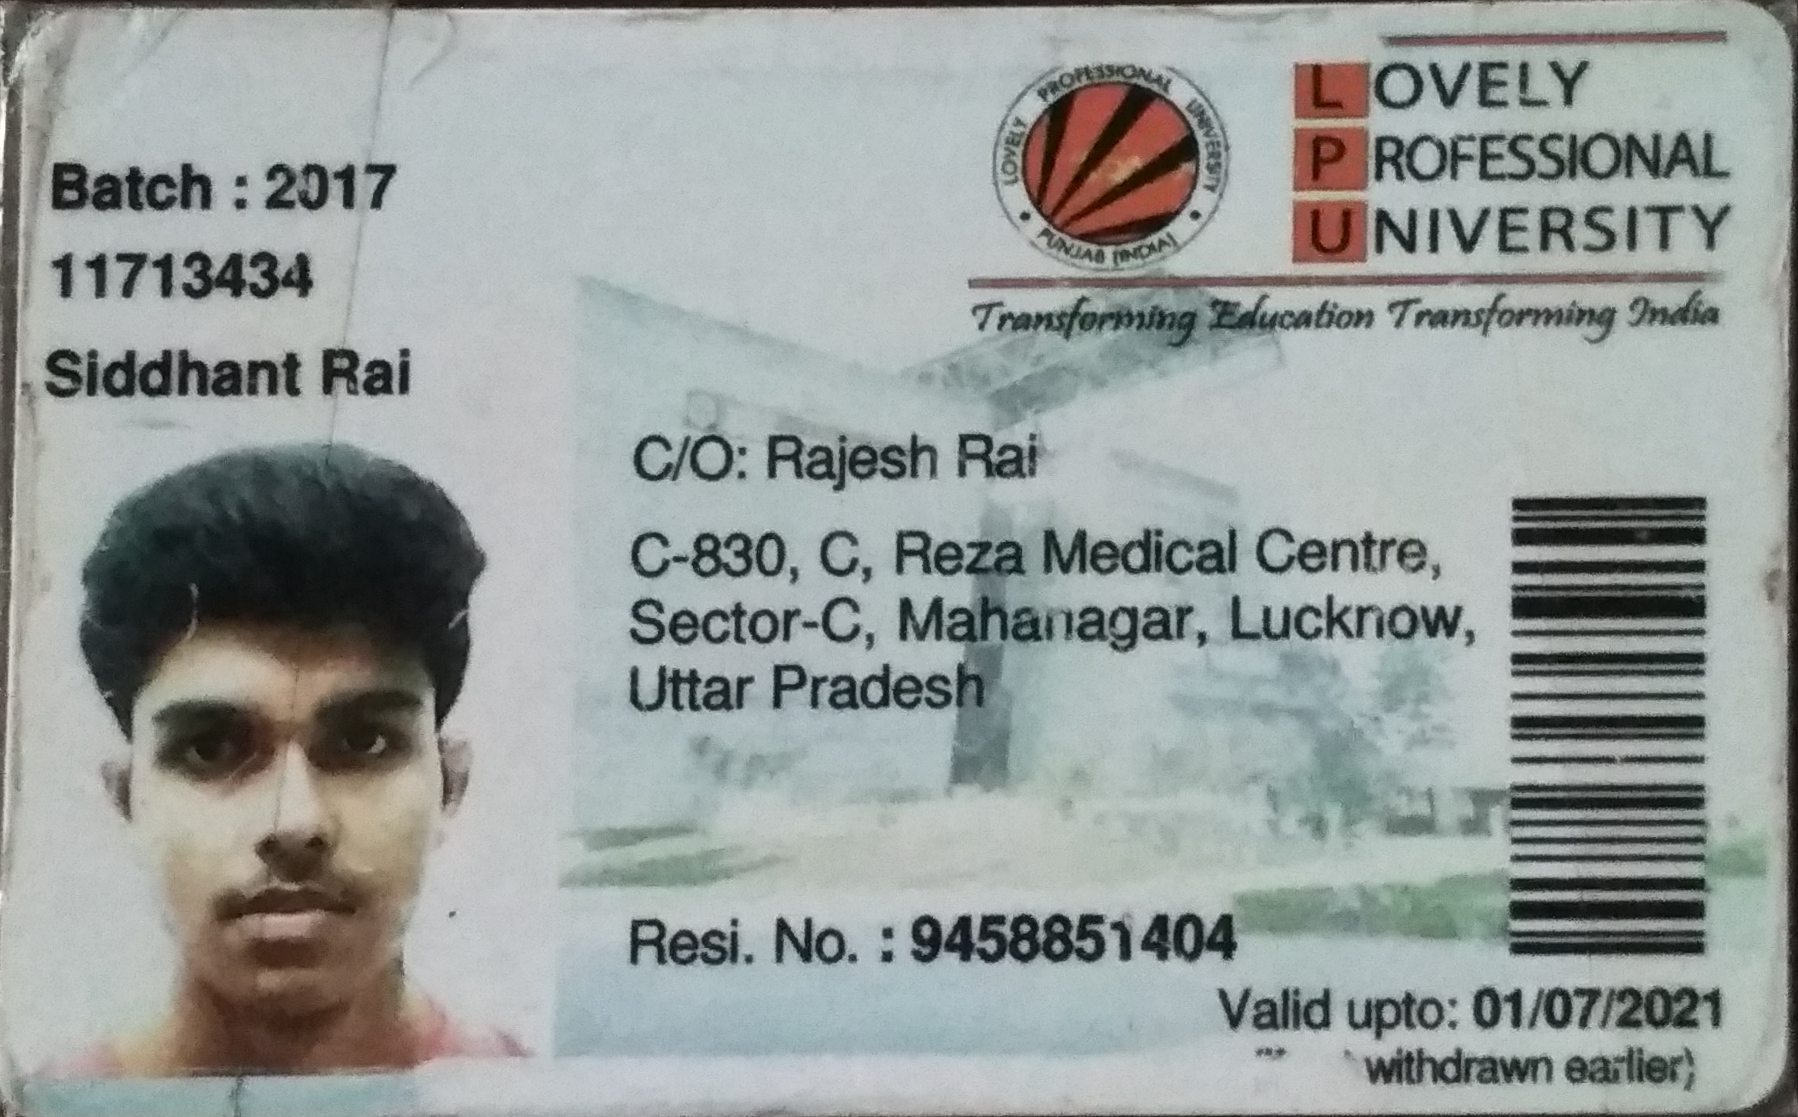 Batch : 2017
11713434
Siddhant Rai
LOVELY PROFESSIONAL UNIVERSITY
PUNJAB [INDIA]
LOVELY
PROFESSIONAL
UNIVERSITY
Transforming Education Transforming India
C/O: Rajesh Rai
C-830, C, Reza Medical Centre,
Sector-C, Mahanagar, Lucknow,
Uttar Pradesh
Resi. No. : 9458851404
Valid upto: 01/07/2021
withdrawn earlier)